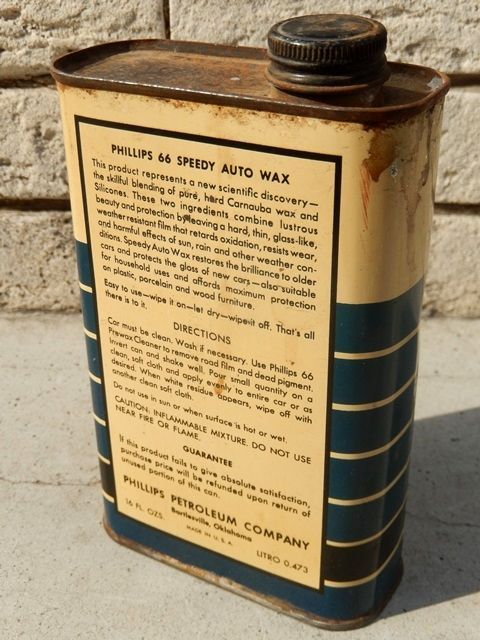 PHILLIPS 66 SPEEDY AUTO WAX
This product represents a new scientific discovery—
the skillful blending of pure, hard Carnauba wax and
Silicones. These two ingredients combine lustrous
beauty and protection by leaving a hard, thin, glass-like,
weather resistant film that retards oxidation, resists wear,
and harmful effects of sun, rain and other weather con-
ditions. Speedy Auto Wax restores the brilliance to older
cars and protects the gloss of new cars—also suitable
for household uses and affords maximum protection
on plastic, porcelain and wood furniture.
Easy to use—wipe it on—let dry—wipe it off. That's all
there is to it.
DIRECTIONS
Car must be clean. Wash if necessary. Use Phillips 66
Prewax Cleaner to remove road film and dead pigment.
Invert can and shake well. Pour small quantity on a
clean, soft cloth and apply evenly to entire car or as
desired. When white residue appears, wipe off with
another clean soft cloth.
Do not use in sun or when surface is hot or wet.
CAUTION: INFLAMMABLE MIXTURE. DO NOT USE
NEAR FIRE OR FLAME.
GUARANTEE
If this product fails to give absolute satisfaction,
purchase price will be refunded upon return of
unused portion of this can.
PHILLIPS PETROLEUM COMPANY
Bartlesville, Oklahoma
16 FL. OZS.
MADE IN U.S.A.
LITRO 0.473